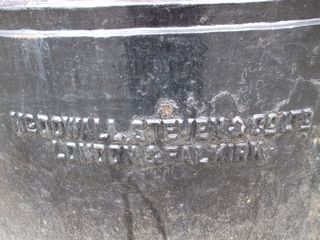 McDOWALL, STEVEN & Co LTD
LONDON & FALKIRK